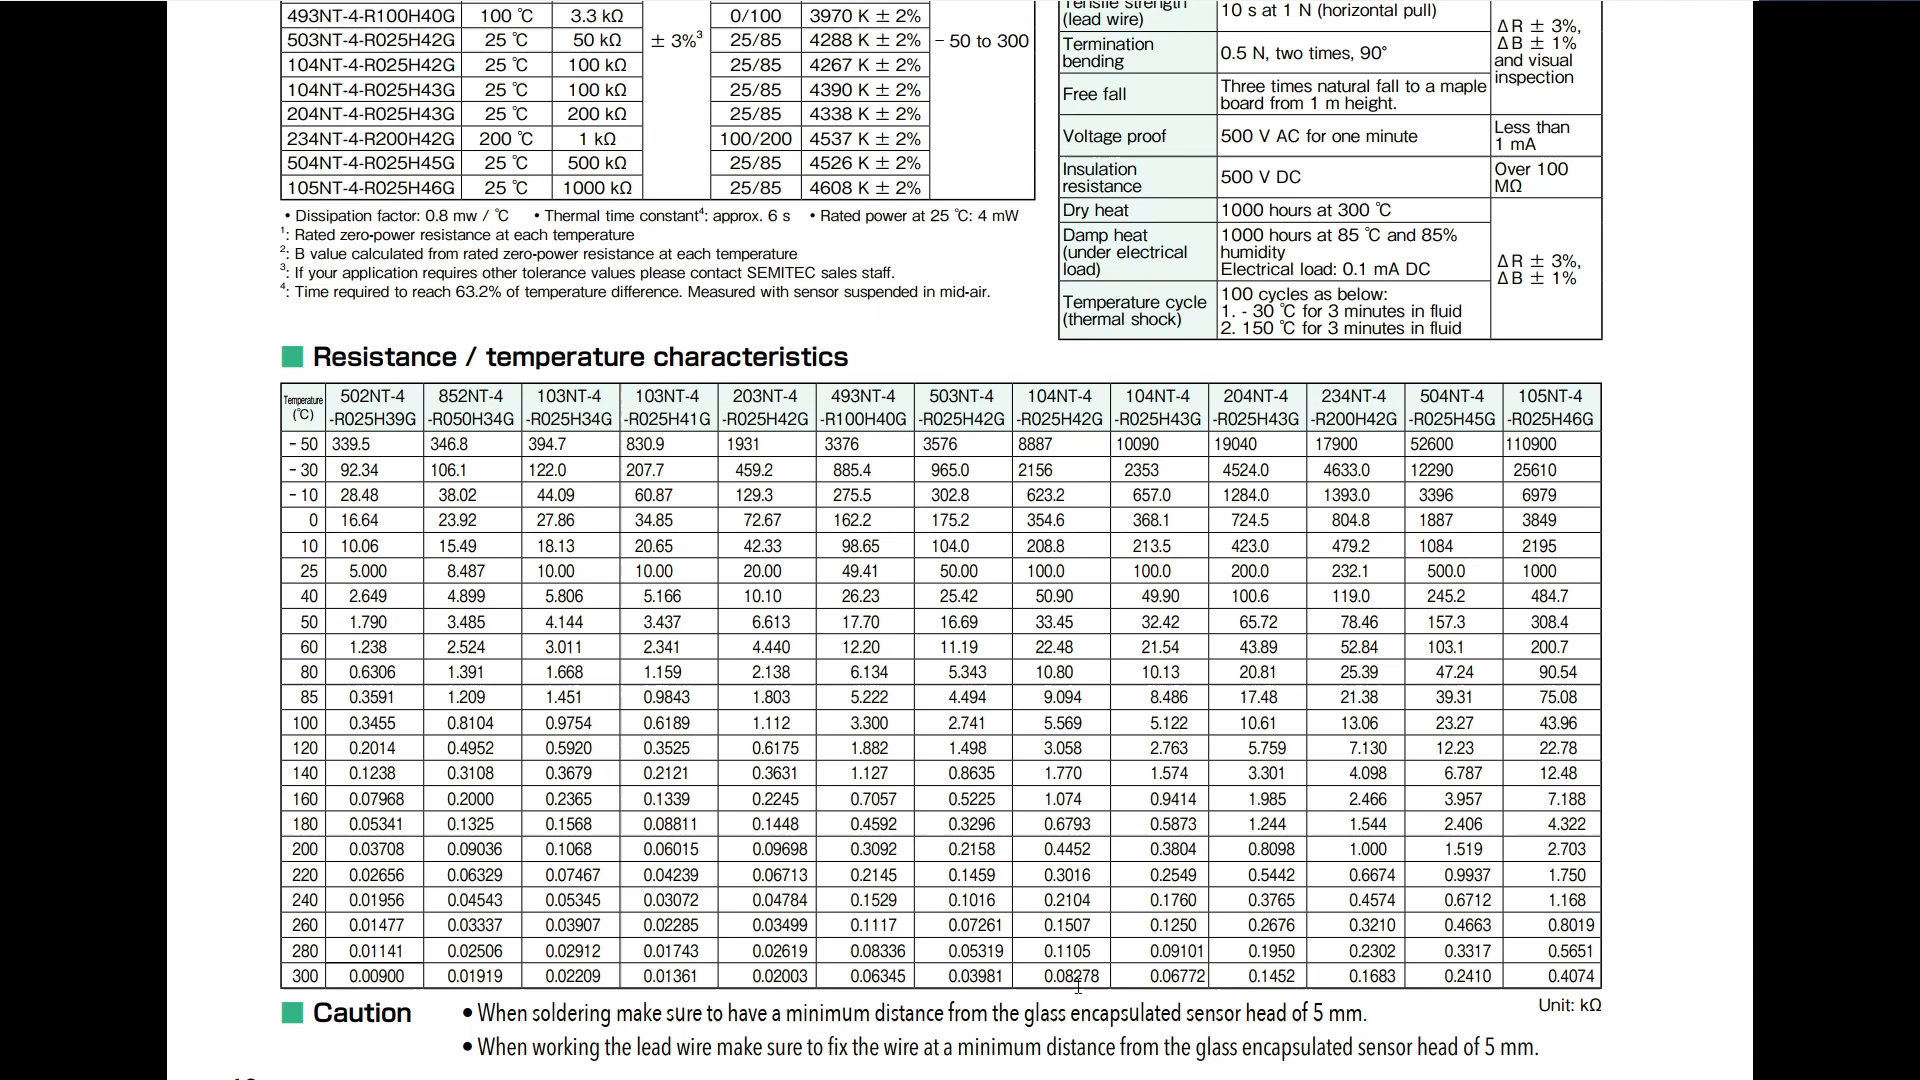 493NT-4-R100H40G 100 ℃ 3.3 kΩ 0/100 3970 K ± 2%
503NT-4-R025H42G 25 ℃ 50 kΩ ± 3%³ 25/85 4288 K ± 2% - 50 to 300
104NT-4-R025H42G 25 ℃ 100 kΩ 25/85 4267 K ± 2%
104NT-4-R025H43G 25 ℃ 100 kΩ 25/85 4390 K ± 2%
204NT-4-R025H43G 25 ℃ 200 kΩ 25/85 4338 K ± 2%
234NT-4-R200H42G 200 ℃ 1 kΩ 100/200 4537 K ± 2%
504NT-4-R025H45G 25 ℃ 500 kΩ 25/85 4526 K ± 2%
105NT-4-R025H46G 25 ℃ 1000 kΩ 25/85 4608 K ± 2%
• Dissipation factor: 0.8 mw / ℃ • Thermal time constant⁴: approx. 6 s • Rated power at 25 ℃: 4 mW
¹: Rated zero-power resistance at each temperature
²: B value calculated from rated zero-power resistance at each temperature
³: If your application requires other tolerance values please contact SEMITEC sales staff.
⁴: Time required to reach 63.2% of temperature difference. Measured with sensor suspended in mid-air.
Tensile strength
(lead wire)
10 s at 1 N (horizontal pull)
Termination
bending
0.5 N, two times, 90°
Free fall
Three times natural fall to a maple
board from 1 m height.
ΔR ± 3%,
ΔB ± 1%
and visual
inspection
Voltage proof
500 V AC for one minute
Less than
1 mA
Insulation
resistance
500 V DC
Over 100
MΩ
Dry heat
1000 hours at 300 ℃
Damp heat
(under electrical
load)
1000 hours at 85 ℃ and 85%
humidity
Electrical load: 0.1 mA DC
Temperature cycle
(thermal shock)
100 cycles as below:
1. - 30 ℃ for 3 minutes in fluid
2. 150 ℃ for 3 minutes in fluid
ΔR ± 3%,
ΔB ± 1%
Resistance / temperature characteristics
Temperature 502NT-4 852NT-4 103NT-4 103NT-4 203NT-4 493NT-4 503NT-4 104NT-4 104NT-4 204NT-4 234NT-4 504NT-4 105NT-4
(℃) -R025H39G -R050H34G -R025H34G -R025H41G -R025H42G -R100H40G -R025H42G -R025H42G -R025H43G -R025H43G -R200H42G -R025H45G -R025H46G
- 50 339.5 346.8 394.7 830.9 1931 3376 3576 8887 10090 19040 17900 52600 110900
- 30 92.34 106.1 122.0 207.7 459.2 885.4 965.0 2156 2353 4524.0 4633.0 12290 25610
- 10 28.48 38.02 44.09 60.87 129.3 275.5 302.8 623.2 657.0 1284.0 1393.0 3396 6979
0 16.64 23.92 27.86 34.85 72.67 162.2 175.2 354.6 368.1 724.5 804.8 1887 3849
10 10.06 15.49 18.13 20.65 42.33 98.65 104.0 208.8 213.5 423.0 479.2 1084 2195
25 5.000 8.487 10.00 10.00 20.00 49.41 50.00 100.0 100.0 200.0 232.1 500.0 1000
40 2.649 4.899 5.806 5.166 10.10 26.23 25.42 50.90 49.90 100.6 119.0 245.2 484.7
50 1.790 3.485 4.144 3.437 6.613 17.70 16.69 33.45 32.42 65.72 78.46 157.3 308.4
60 1.238 2.524 3.011 2.341 4.440 12.20 11.19 22.48 21.54 43.89 52.84 103.1 200.7
80 0.6306 1.391 1.668 1.159 2.138 6.134 5.343 10.80 10.13 20.81 25.39 47.24 90.54
85 0.3591 1.209 1.451 0.9843 1.803 5.222 4.494 9.094 8.486 17.48 21.38 39.31 75.08
100 0.3455 0.8104 0.9754 0.6189 1.112 3.300 2.741 5.569 5.122 10.61 13.06 23.27 43.96
120 0.2014 0.4952 0.5920 0.3525 0.6175 1.882 1.498 3.058 2.763 5.759 7.130 12.23 22.78
140 0.1238 0.3108 0.3679 0.2121 0.3631 1.127 0.8635 1.770 1.574 3.301 4.098 6.787 12.48
160 0.07968 0.2000 0.2365 0.1339 0.2245 0.7057 0.5225 1.074 0.9414 1.985 2.466 3.957 7.188
180 0.05341 0.1325 0.1568 0.08811 0.1448 0.4592 0.3296 0.6793 0.5873 1.244 1.544 2.406 4.322
200 0.03708 0.09036 0.1068 0.06015 0.09698 0.3092 0.2158 0.4452 0.3804 0.8098 1.000 1.519 2.703
220 0.02656 0.06329 0.07467 0.04239 0.06713 0.2145 0.1459 0.3016 0.2549 0.5442 0.6674 0.9937 1.750
240 0.01956 0.04543 0.05345 0.03072 0.04784 0.1529 0.1016 0.2104 0.1760 0.3765 0.4574 0.6712 1.168
260 0.01477 0.03337 0.03907 0.02285 0.03499 0.1117 0.07261 0.1507 0.1250 0.2676 0.3210 0.4663 0.8019
280 0.01141 0.02506 0.02912 0.01743 0.02619 0.08336 0.05319 0.1105 0.09101 0.1950 0.2302 0.3317 0.5651
300 0.00900 0.01919 0.02209 0.01361 0.02003 0.06345 0.03981 0.08278 0.06772 0.1452 0.1683 0.2410 0.4074
Unit: kΩ
Caution • When soldering make sure to have a minimum distance from the glass encapsulated sensor head of 5 mm.
• When working the lead wire make sure to fix the wire at a minimum distance from the glass encapsulated sensor head of 5 mm.